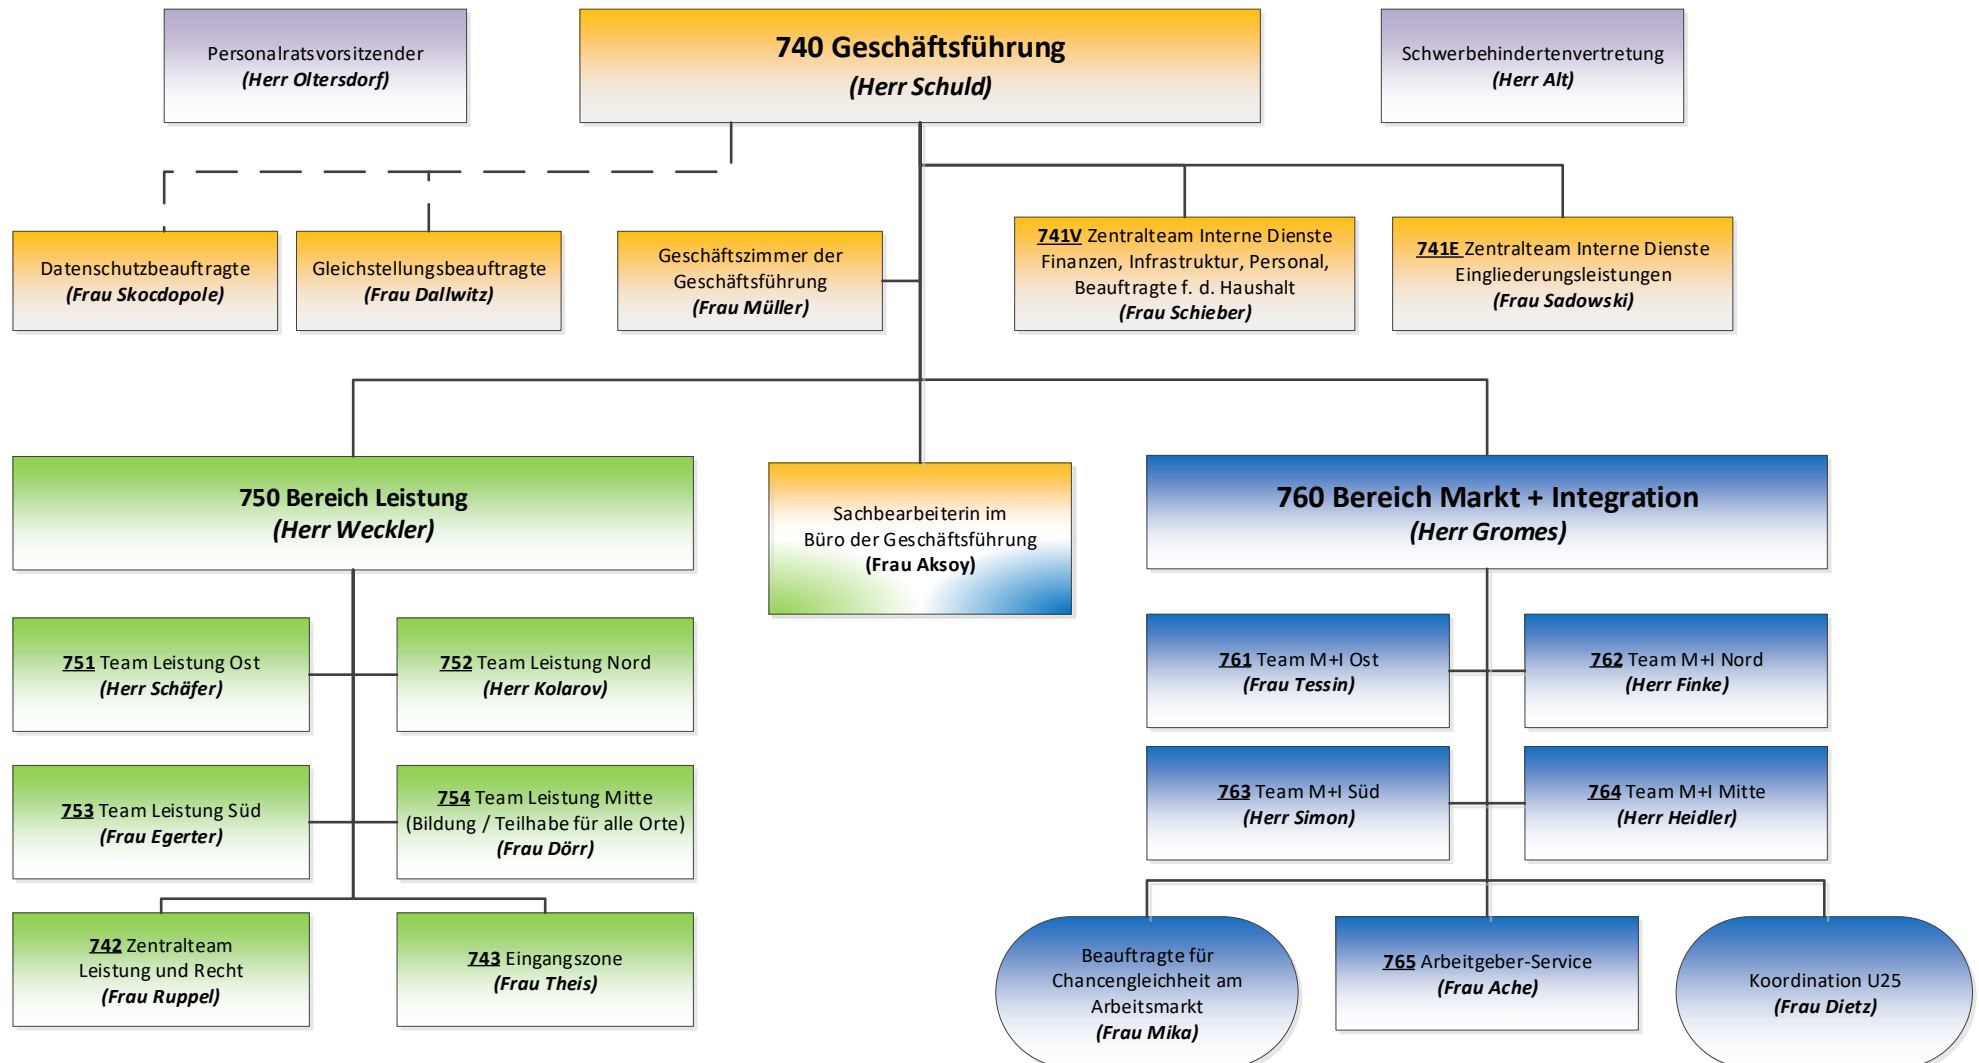 Personalratsvorsitzender
(Herr Oltersdorf)
740 Geschäftsführung
(Herr Schuld)
Schwerbehindertenvertretung
(Herr Alt)
Datenschutzbeauftragte
(Frau Skocdopole)
Gleichstellungsbeauftragte
(Frau Dallwitz)
Geschäftszimmer der
Geschäftsführung
(Frau Müller)
741V Zentralteam Interne Dienste
Finanzen, Infrastruktur, Personal,
Beauftragte f. d. Haushalt
(Frau Schieber)
741E Zentralteam Interne Dienste
Eingliederungsleistungen
(Frau Sadowski)
750 Bereich Leistung
(Herr Weckler)
Sachbearbeiterin im
Büro der Geschäftsführung
(Frau Aksoy)
760 Bereich Markt + Integration
(Herr Gromes)
751 Team Leistung Ost
(Herr Schäfer)
752 Team Leistung Nord
(Herr Kolarov)
761 Team M+I Ost
(Frau Tessin)
762 Team M+I Nord
(Herr Finke)
753 Team Leistung Süd
(Frau Egerter)
754 Team Leistung Mitte
(Bildung / Teilhabe für alle Orte)
(Frau Dörr)
763 Team M+I Süd
(Herr Simon)
764 Team M+I Mitte
(Herr Heidler)
742 Zentralteam
Leistung und Recht
(Frau Ruppel)
743 Eingangszone
(Frau Theis)
Beauftragte für
Chancengleichheit am
Arbeitsmarkt
(Frau Mika)
765 Arbeitgeber-Service
(Frau Ache)
Koordination U25
(Frau Dietz)